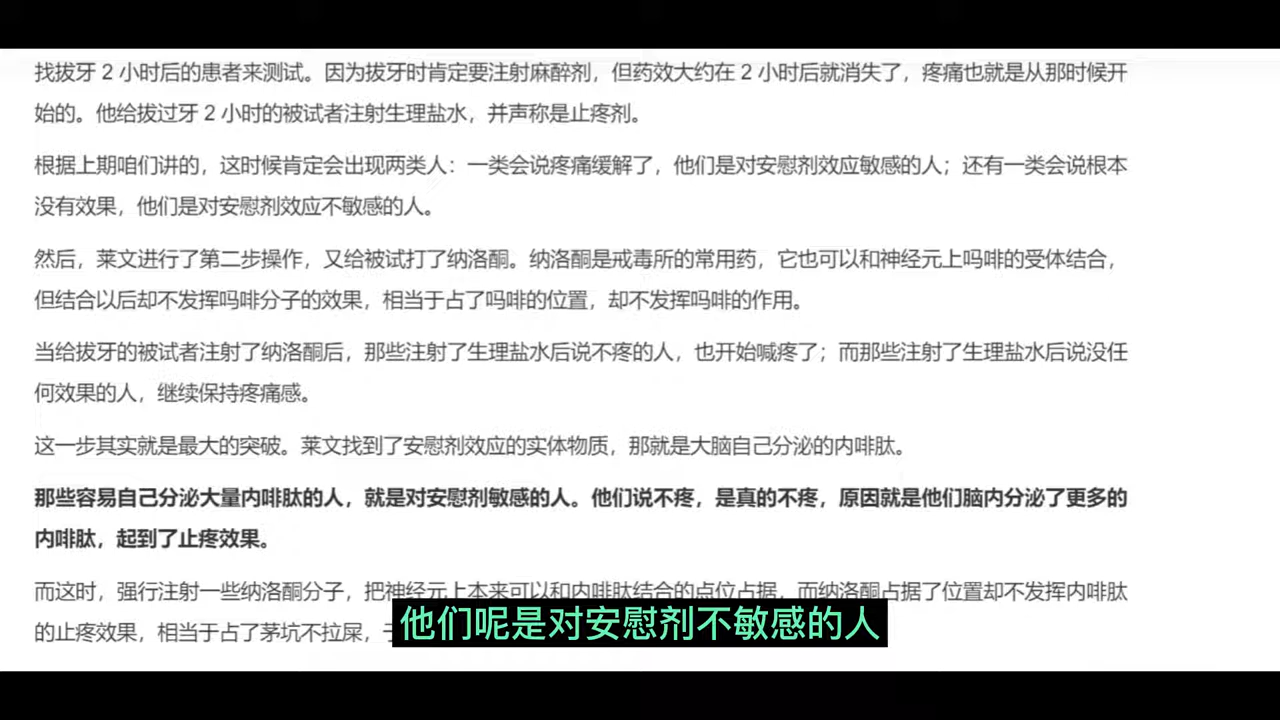 找拔牙 2 小时后的患者来测试。因为拔牙时肯定要注射麻醉剂，但药效大约在 2 小时后就消失了，疼痛也就是从那时候开
始的。他给拔过牙 2 小时的被试者注射生理盐水，并声称是止疼剂。
根据上期咱们讲的，这时候肯定会出现两类人：一类会说疼痛缓解了，他们是对安慰剂效应敏感的人；还有一类会说根本
没有效果，他们是对安慰剂效应不敏感的人。
然后，莱文进行了第二步操作，又给被试打了纳洛酮。纳洛酮是戒毒所的常用药，它也可以和神经元上吗啡的受体结合，
但结合以后却不发挥吗啡分子的效果，相当于占了吗啡的位置，却不发挥吗啡的作用。
当给拔牙的被试者注射了纳洛酮后，那些注射了生理盐水后说不疼的人，也开始喊疼了；而那些注射了生理盐水后说没任
何效果的人，继续保持疼痛感。
这一步其实就是最大的突破。莱文找到了安慰剂效应的实体物质，那就是大脑自己分泌的内啡肽。
那些容易自己分泌大量内啡肽的人，就是对安慰剂敏感的人。他们说不疼，是真的不疼，原因就是他们脑内分泌了更多的
内啡肽，起到了止疼效果。
而这时，强行注射一些纳洛酮分子，把神经元上本来可以和内啡肽结合的点位占据，而纳洛酮占据了位置却不发挥内啡肽
的止疼效果，相当于占了茅坑不拉屎，
他们呢是对安慰剂不敏感的人